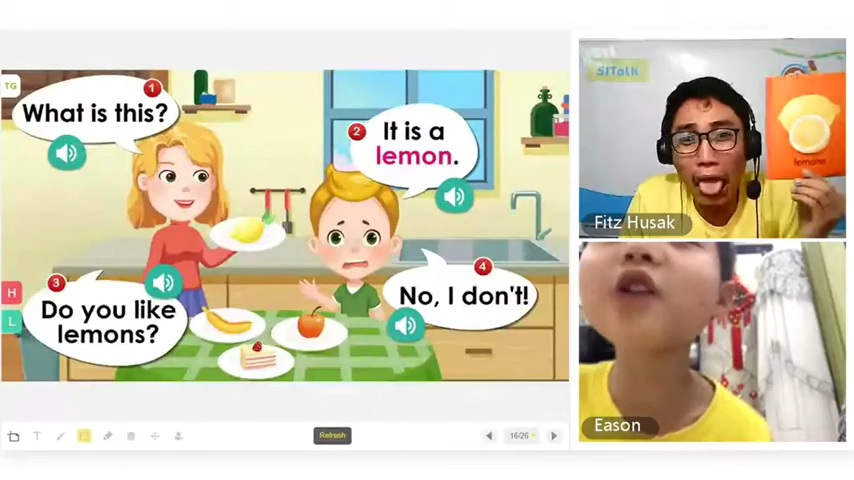 TG
1
What is this?
2
It is a
lemon.
3
Do you like
lemons?
4
No, I don't!
H
L
T
Refresh
16/26
51Talk
lemons
Fitz Husak
Eason